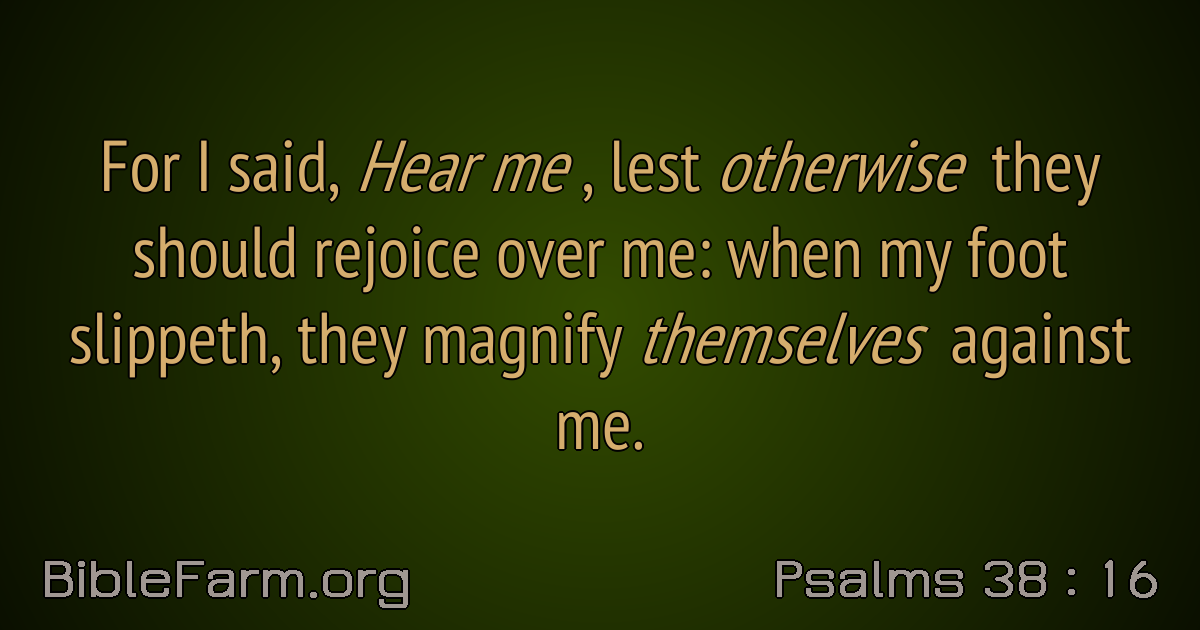 For I said, Hear me , lest otherwise they
should rejoice over me: when my foot
slippeth, they magnify themselves against
me.
BibleFarm.org
Psalms 38 : 16